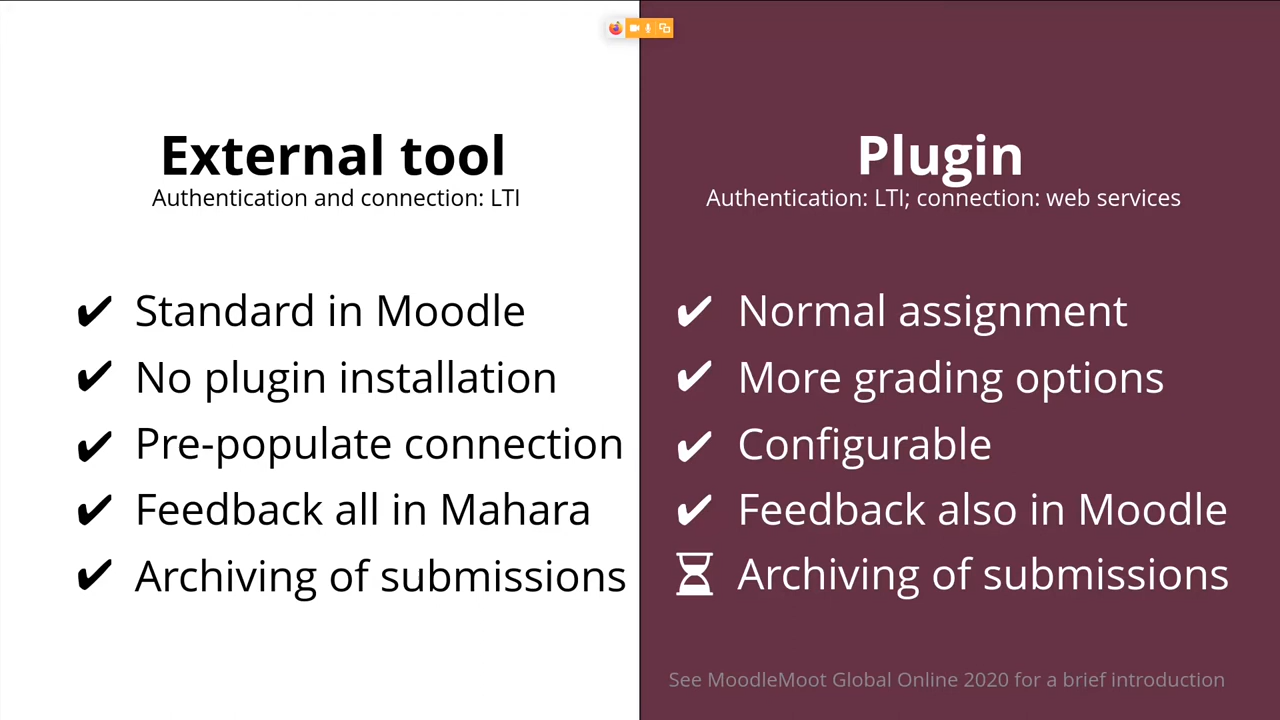 External tool
Authentication and connection: LTI
✔ Standard in Moodle
✔ No plugin installation
✔ Pre-populate connection
✔ Feedback all in Mahara
✔ Archiving of submissions
Plugin
Authentication: LTI; connection: web services
✔ Normal assignment
✔ More grading options
✔ Configurable
✔ Feedback also in Moodle
⌛ Archiving of submissions
See MoodleMoot Global Online 2020 for a brief introduction